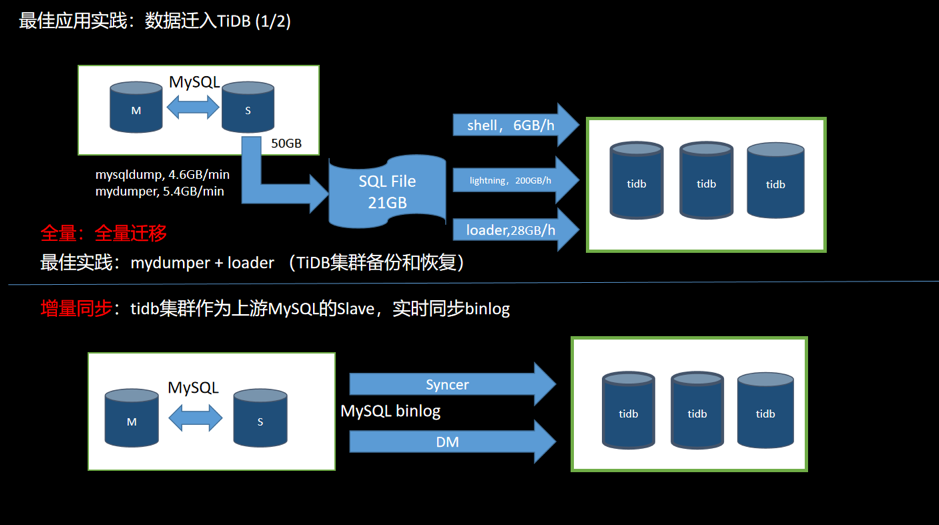 最佳应用实践：数据迁入TiDB (1/2)
MySQL
M
S
50GB
mysqldump, 4.6GB/min
mydumper, 5.4GB/min
SQL File
21GB
shell，6GB/h
lightning，200GB/h
loader,28GB/h
tidb
tidb
tidb
全量：全量迁移
最佳实践：mydumper + loader （TiDB集群备份和恢复）
增量同步：tidb集群作为上游MySQL的Slave，实时同步binlog
MySQL
M
S
Syncer
MySQL binlog
DM
tidb
tidb
tidb